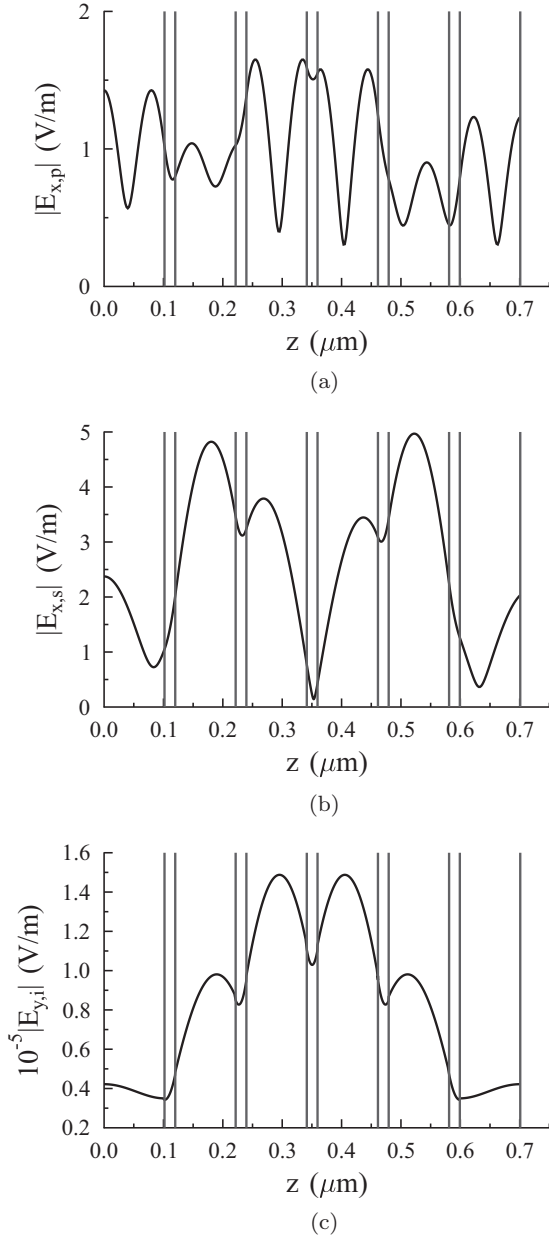 2
1
0
|E_{x,p}| (V/m)
0.0 0.1 0.2 0.3 0.4 0.5 0.6 0.7
z (μm)
(a)
5
4
3
2
1
0
|E_{x,s}| (V/m)
0.0 0.1 0.2 0.3 0.4 0.5 0.6 0.7
z (μm)
(b)
1.6
1.4
1.2
1.0
0.8
0.6
0.4
0.2
10^{-5}|E_{y,i}| (V/m)
0.0 0.1 0.2 0.3 0.4 0.5 0.6 0.7
z (μm)
(c)